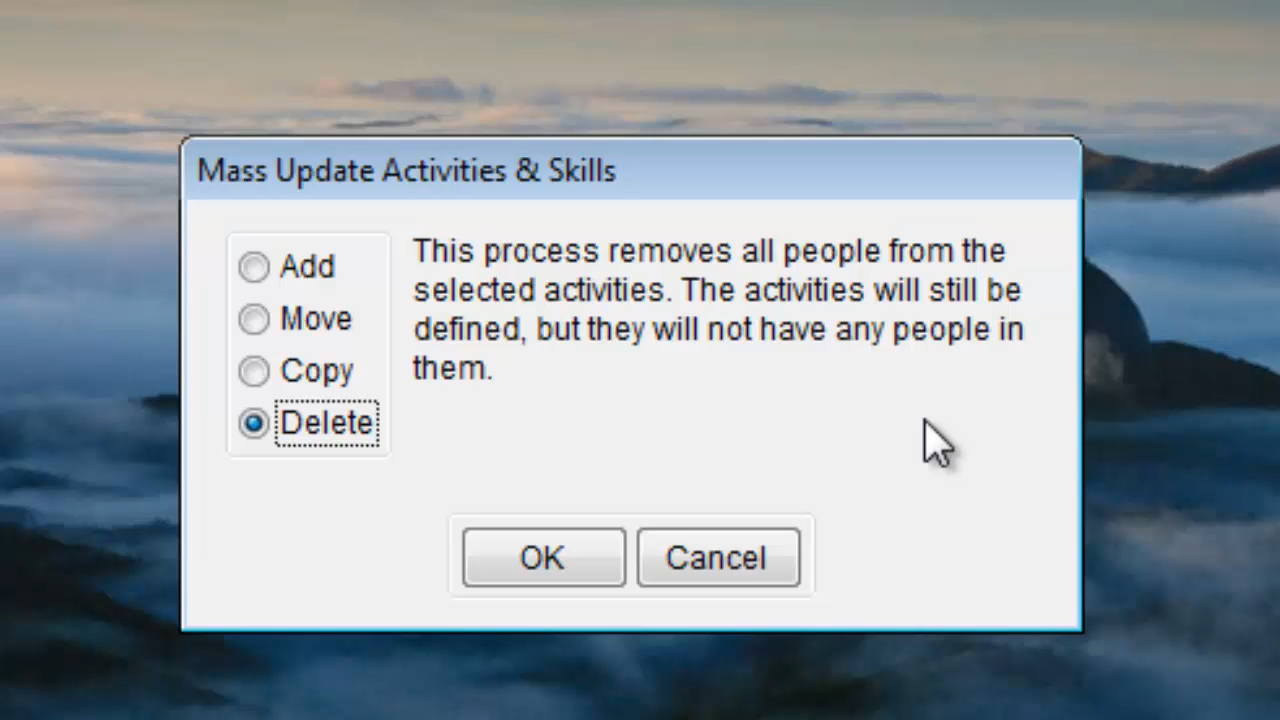 Mass Update Activities & Skills
Add
Move
Copy
Delete
This process removes all people from the
selected activities. The activities will still be
defined, but they will not have any people in
them.
OK
Cancel